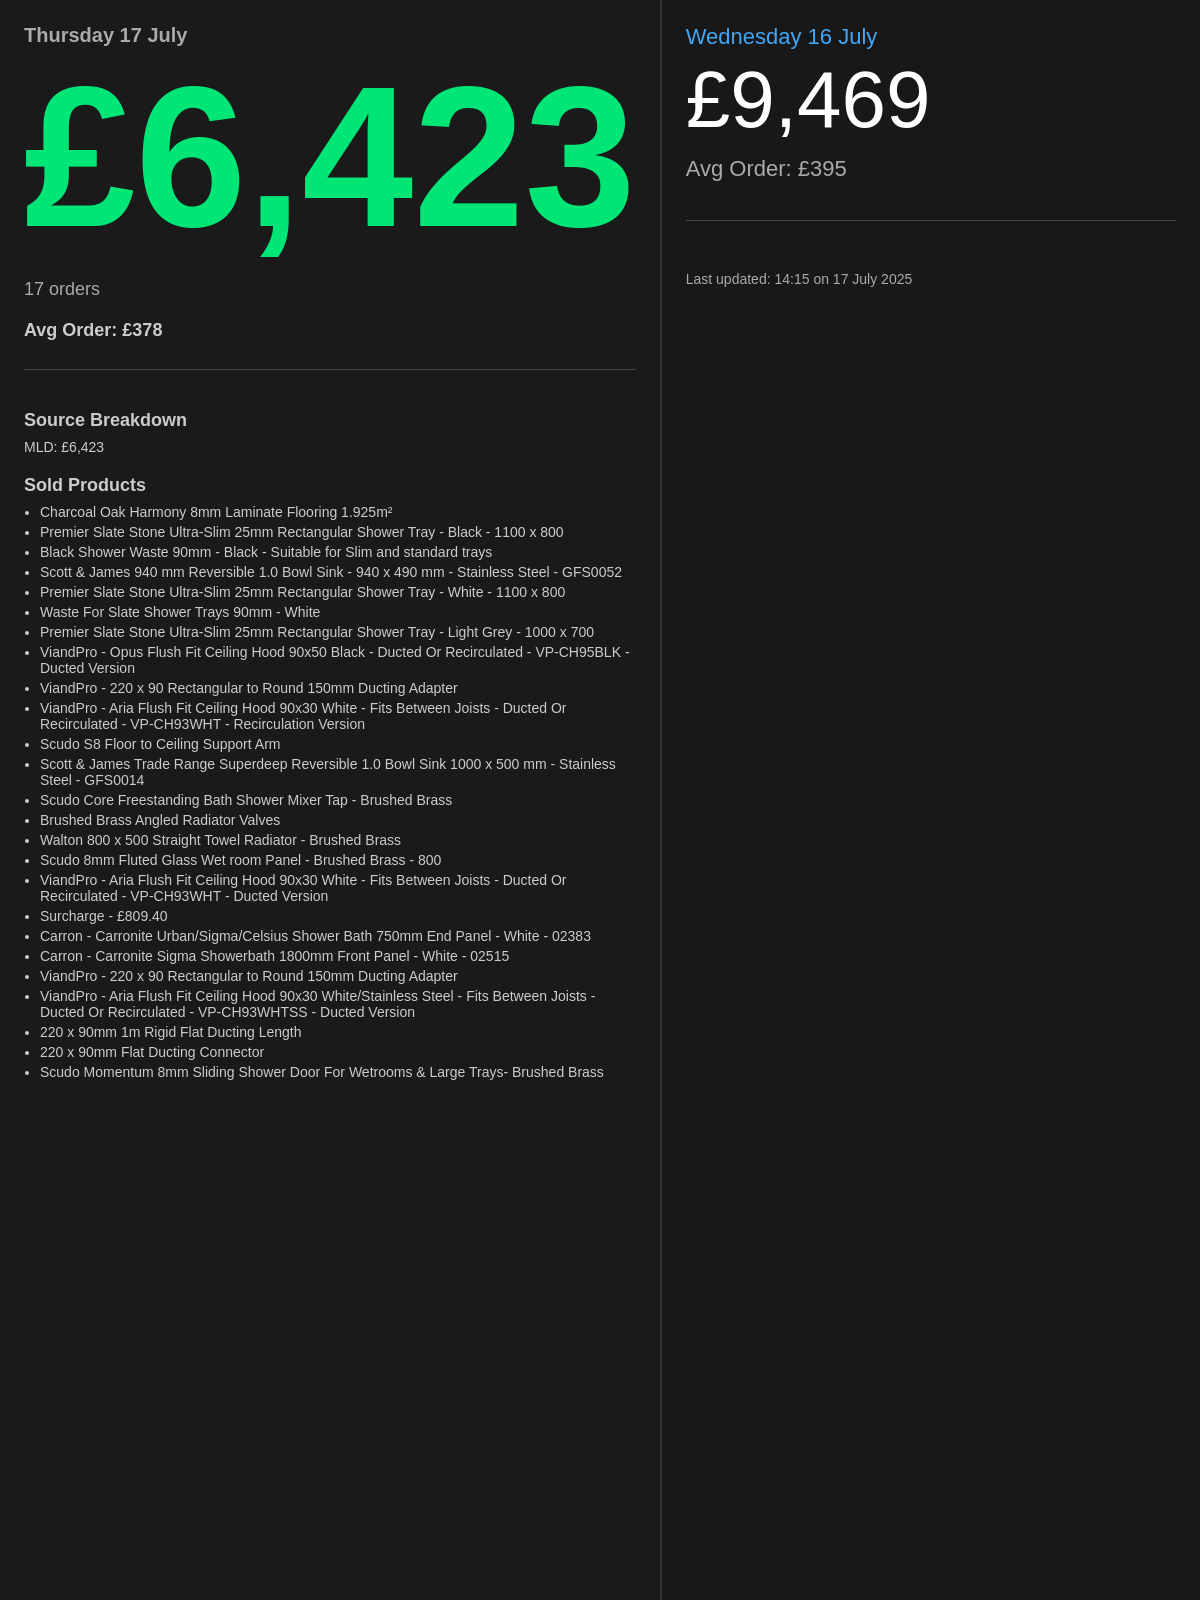 Thursday 17 July
£6,423
17 orders
Avg Order: £378
Source Breakdown
MLD: £6,423
Sold Products
• Charcoal Oak Harmony 8mm Laminate Flooring 1.925m²
• Premier Slate Stone Ultra-Slim 25mm Rectangular Shower Tray - Black - 1100 x 800
• Black Shower Waste 90mm - Black - Suitable for Slim and standard trays
• Scott & James 940 mm Reversible 1.0 Bowl Sink - 940 x 490 mm - Stainless Steel - GFS0052
• Premier Slate Stone Ultra-Slim 25mm Rectangular Shower Tray - White - 1100 x 800
• Waste For Slate Shower Trays 90mm - White
• Premier Slate Stone Ultra-Slim 25mm Rectangular Shower Tray - Light Grey - 1000 x 700
• ViandPro - Opus Flush Fit Ceiling Hood 90x50 Black - Ducted Or Recirculated - VP-CH95BLK -
Ducted Version
• ViandPro - 220 x 90 Rectangular to Round 150mm Ducting Adapter
• ViandPro - Aria Flush Fit Ceiling Hood 90x30 White - Fits Between Joists - Ducted Or
Recirculated - VP-CH93WHT - Recirculation Version
• Scudo S8 Floor to Ceiling Support Arm
• Scott & James Trade Range Superdeep Reversible 1.0 Bowl Sink 1000 x 500 mm - Stainless
Steel - GFS0014
• Scudo Core Freestanding Bath Shower Mixer Tap - Brushed Brass
• Brushed Brass Angled Radiator Valves
• Walton 800 x 500 Straight Towel Radiator - Brushed Brass
• Scudo 8mm Fluted Glass Wet room Panel - Brushed Brass - 800
• ViandPro - Aria Flush Fit Ceiling Hood 90x30 White - Fits Between Joists - Ducted Or
Recirculated - VP-CH93WHT - Ducted Version
• Surcharge - £809.40
• Carron - Carronite Urban/Sigma/Celsius Shower Bath 750mm End Panel - White - 02383
• Carron - Carronite Sigma Showerbath 1800mm Front Panel - White - 02515
• ViandPro - 220 x 90 Rectangular to Round 150mm Ducting Adapter
• ViandPro - Aria Flush Fit Ceiling Hood 90x30 White/Stainless Steel - Fits Between Joists -
Ducted Or Recirculated - VP-CH93WHTSS - Ducted Version
• 220 x 90mm 1m Rigid Flat Ducting Length
• 220 x 90mm Flat Ducting Connector
• Scudo Momentum 8mm Sliding Shower Door For Wetrooms & Large Trays- Brushed Brass
Wednesday 16 July
£9,469
Avg Order: £395
Last updated: 14:15 on 17 July 2025